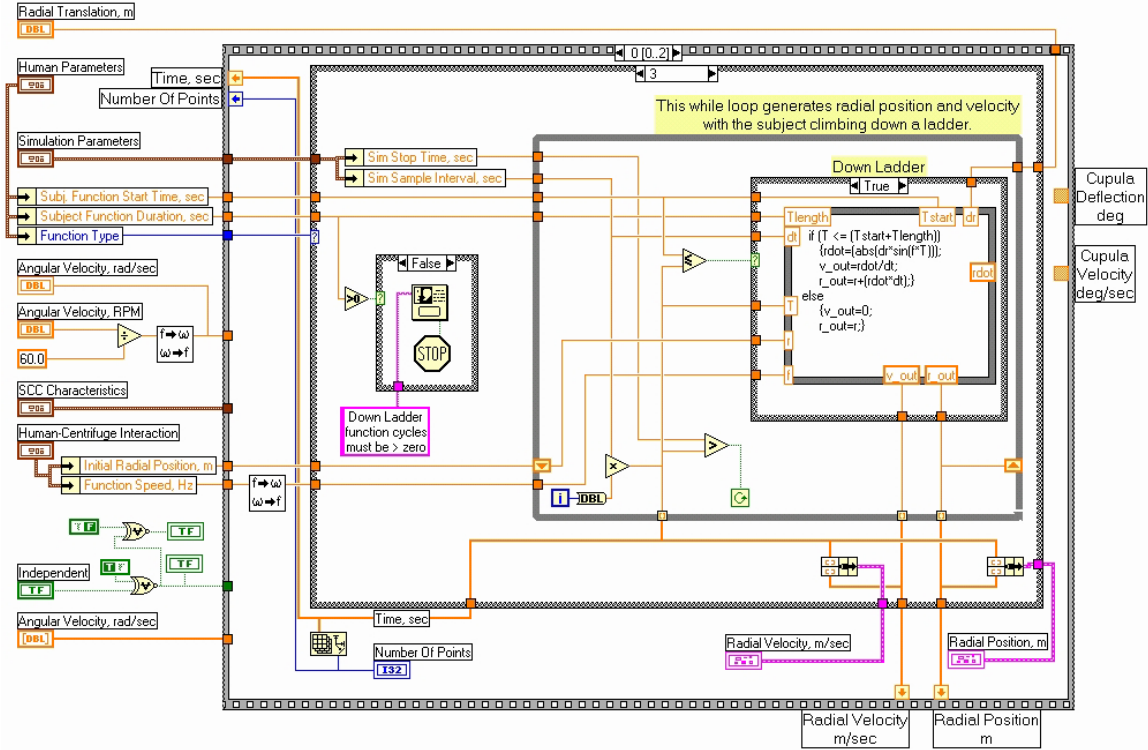 Radial Translation, m
DBL
0 [0..2]
Human Parameters
3
Time, sec
Number Of Points
This while loop generates radial position and velocity
with the subject climbing down a ladder.
Simulation Parameters
Sim Stop Time, sec
Sim Sample Interval, sec
Down Ladder
True
Cupula
Deflection
deg
Subj. Function Start Time, sec
Subject Function Duration, sec
Function Type
?
Tlength
Tstart
dr
dt
if (T <= (Tstart+Tlength))
{rdot=(abs(dr*sin(f*T)));
v_out=rdot/dt;
r_out=r+(rdot*dt);}
else
{v_out=0;
r_out=r;}
rdot
T
r
f
v_out
r_out
≤
?
Cupula
Velocity
deg/sec
False
>0
?
STOP
Angular Velocity, rad/sec
DBL
Angular Velocity, RPM
DBL
÷
f→ω
ω→f
60.0
SCC Characteristics
Down Ladder
function cycles
must be > zero
Human-Centrifuge Interaction
Initial Radial Position, m
Function Speed, Hz
f→ω
ω→f
>
×
i
DBL
T F
TF
TF
Independent
T F
TF
Angular Velocity, rad/sec
[DBL]
Time, sec
Number Of Points
I32
Radial Velocity, m/sec
Radial Position, m
Radial Velocity
m/sec
Radial Position
m